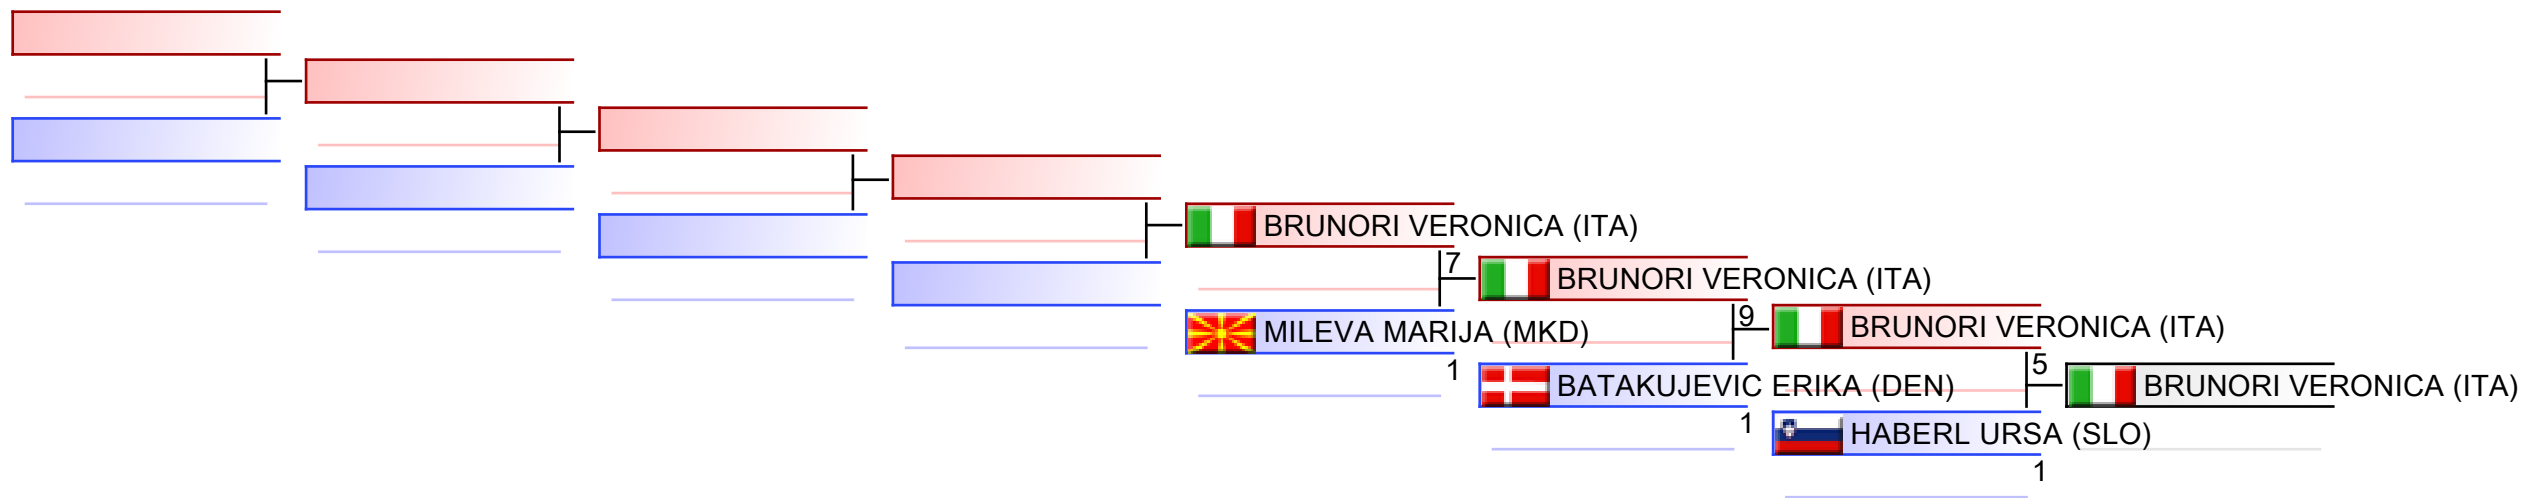 BRUNORI VERONICA (ITA)
7
BRUNORI VERONICA (ITA)
MILEVA MARIJA (MKD)
1
9
BRUNORI VERONICA (ITA)
BATAKUJEVIC ERIKA (DEN)
1
5
BRUNORI VERONICA (ITA)
HABERL URSA (SLO)
1